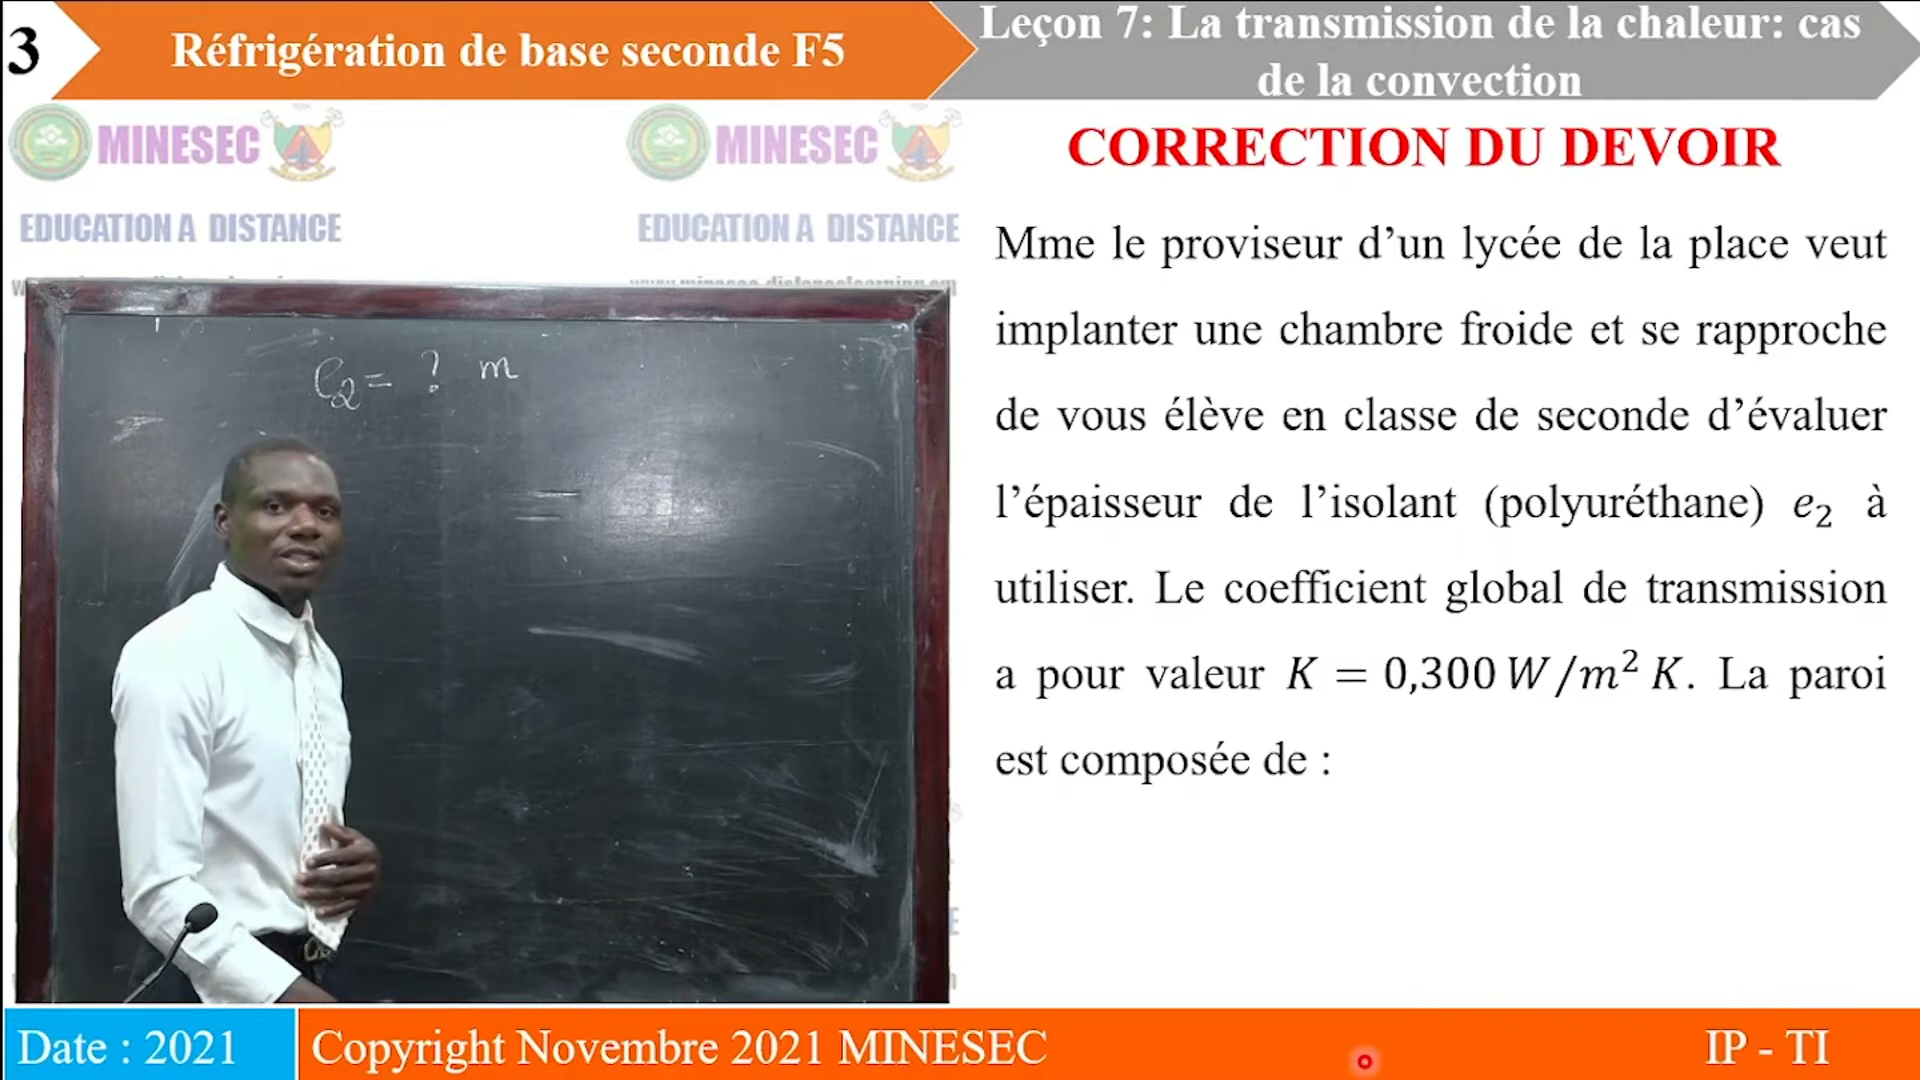 3
Réfrigération de base seconde F5
Leçon 7: La transmission de la chaleur: cas
de la convection
MINESEC
MINESEC
EDUCATION A DISTANCE
EDUCATION A DISTANCE
CORRECTION DU DEVOIR
Mme le proviseur d’un lycée de la place veut
implanter une chambre froide et se rapproche
de vous élève en classe de seconde d’évaluer
l’épaisseur de l’isolant (polyuréthane) e₂ à
utiliser. Le coefficient global de transmission
a pour valeur K = 0,300 W/m² K. La paroi
est composée de :
e₂ = ? m
Date : 2021
Copyright Novembre 2021 MINESEC
IP - TI